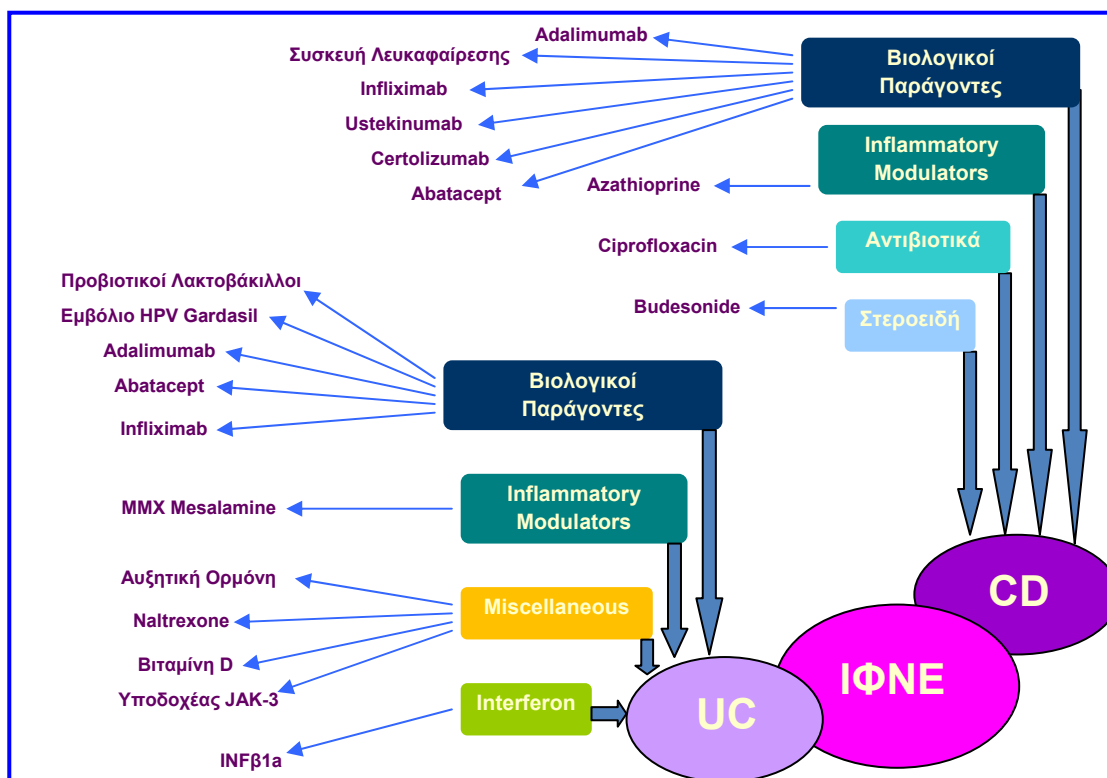 Adalimumab
Συσκευή Λευκαφαίρεσης
Infliximab
Ustekinumab
Certolizumab
Abatacept
Βιολογικοί
Παράγοντες
Azathioprine
Inflammatory
Modulators
Ciprofloxacin
Αντιβιοτικά
Budesonide
Στεροειδή
Προβιοτικοί Λακτοβάκιλλοι
Εμβόλιο HPV Gardasil
Adalimumab
Abatacept
Infliximab
Βιολογικοί
Παράγοντες
MMX Mesalamine
Inflammatory
Modulators
Αυξητική Ορμόνη
Naltrexone
Βιταμίνη D
Υποδοχέας JAK-3
Miscellaneous
Interferon
INFβ1a
CD
ΙΦΝΕ
UC